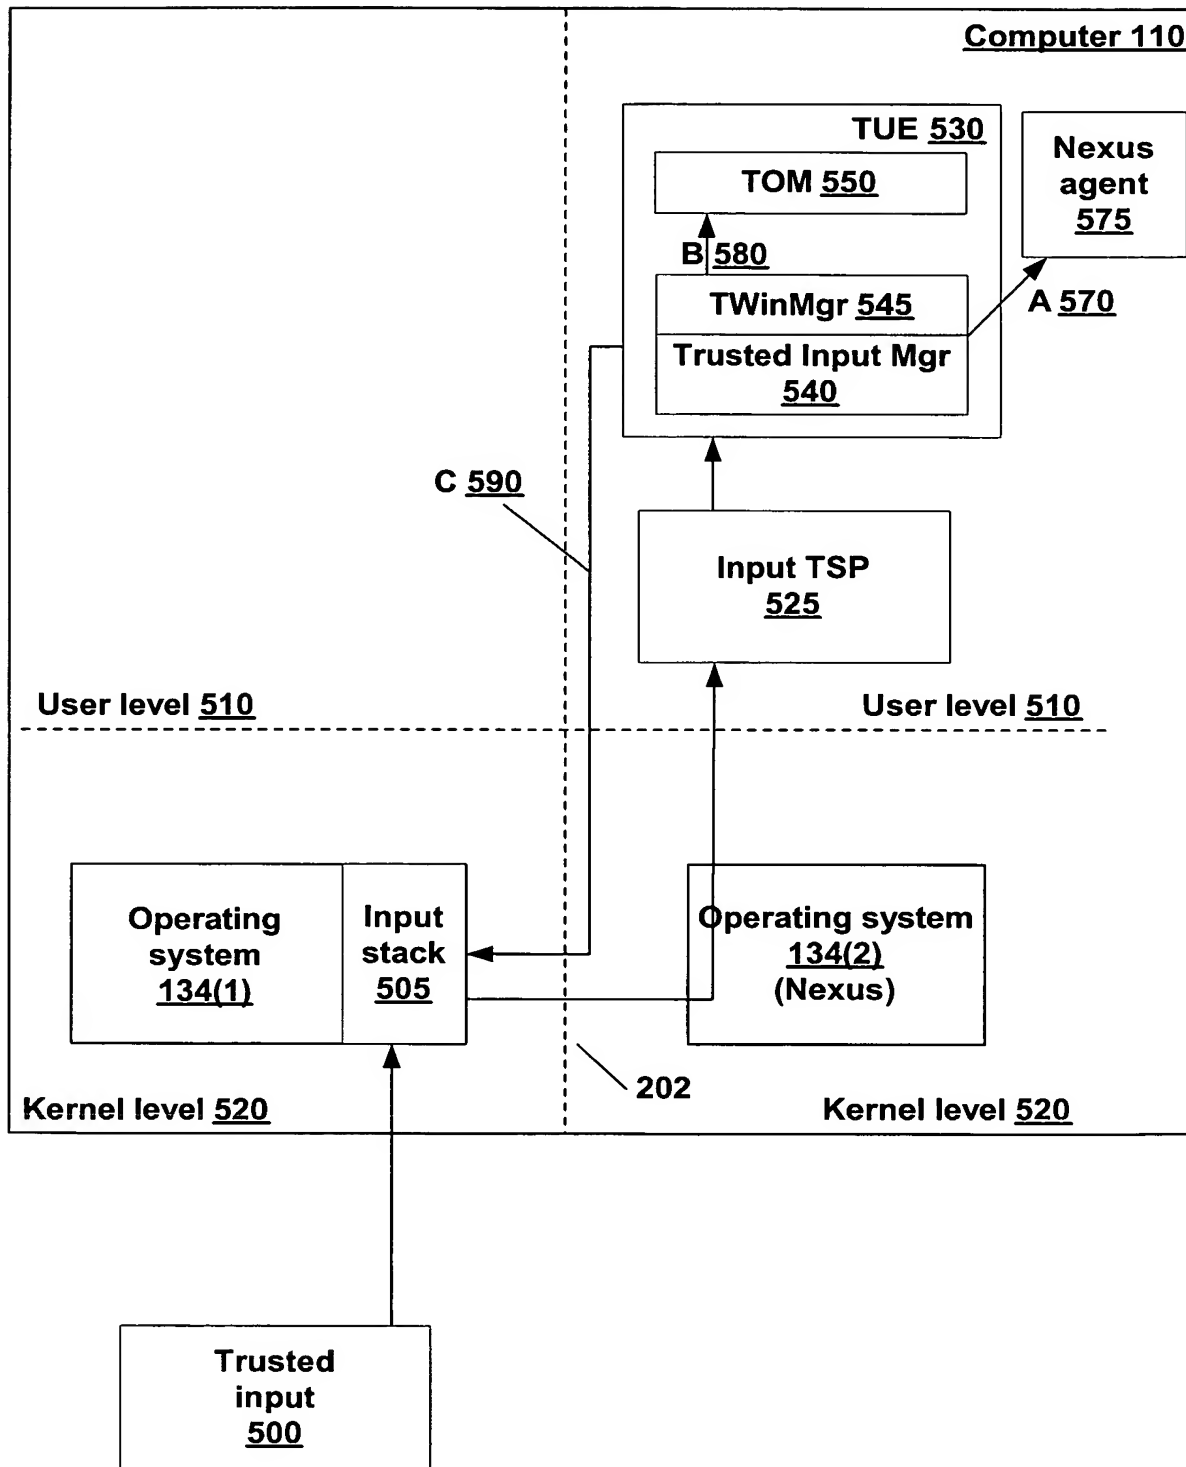 Computer 110
TUE 530
TOM 550
Nexus
agent
575
B 580
TWinMgr 545
A 570
Trusted Input Mgr
540
C 590
Input TSP
525
User level 510
User level 510
Operating
system
134(1)
Input
stack
505
Operating system
134(2)
(Nexus)
202
Kernel level 520
Kernel level 520
Trusted
input
500